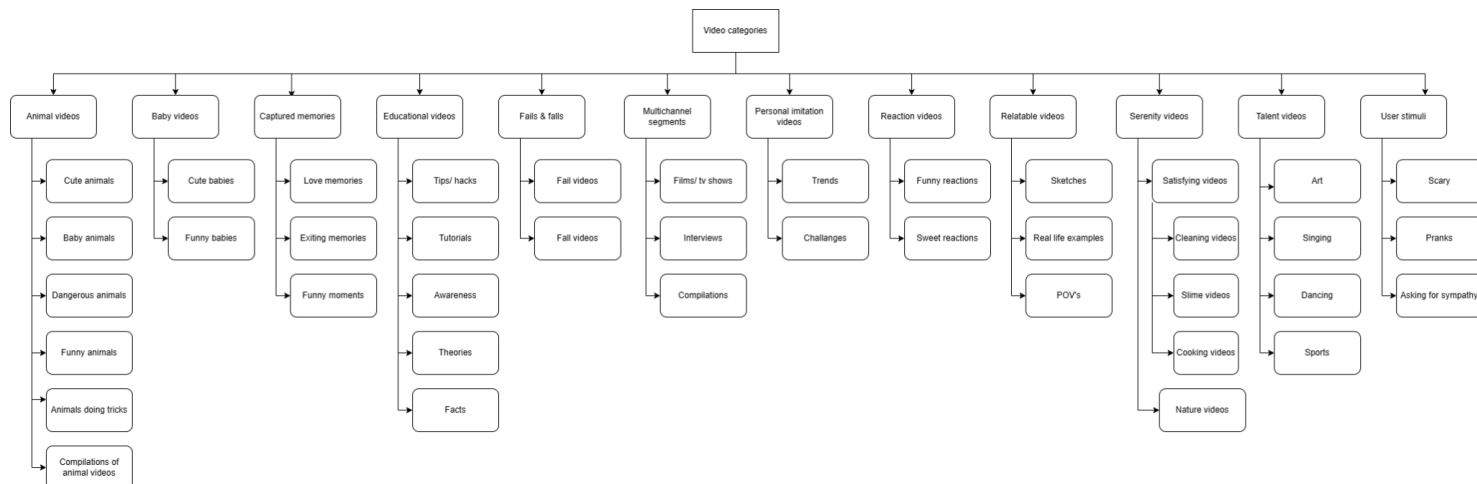 Video categories
Animal videos
Cute animals
Baby animals
Dangerous animals
Funny animals
Animals doing tricks
Compilations of
animal videos
Baby videos
Cute babies
Funny babies
Captured memories
Love memories
Exiting memories
Funny moments
Educational videos
Tips/ hacks
Tutorials
Awareness
Theories
Facts
Fails & falls
Fail videos
Fall videos
Multichannel
segments
Films/ tv shows
Interviews
Compilations
Personal imitation
videos
Trends
Challanges
Reaction videos
Funny reactions
Sweet reactions
Relatable videos
Sketches
Real life examples
POV's
Serenity videos
Satisfying videos
Cleaning videos
Slime videos
Cooking videos
Nature videos
Talent videos
Art
Singing
Dancing
Sports
User stimuli
Scary
Pranks
Asking for sympathy